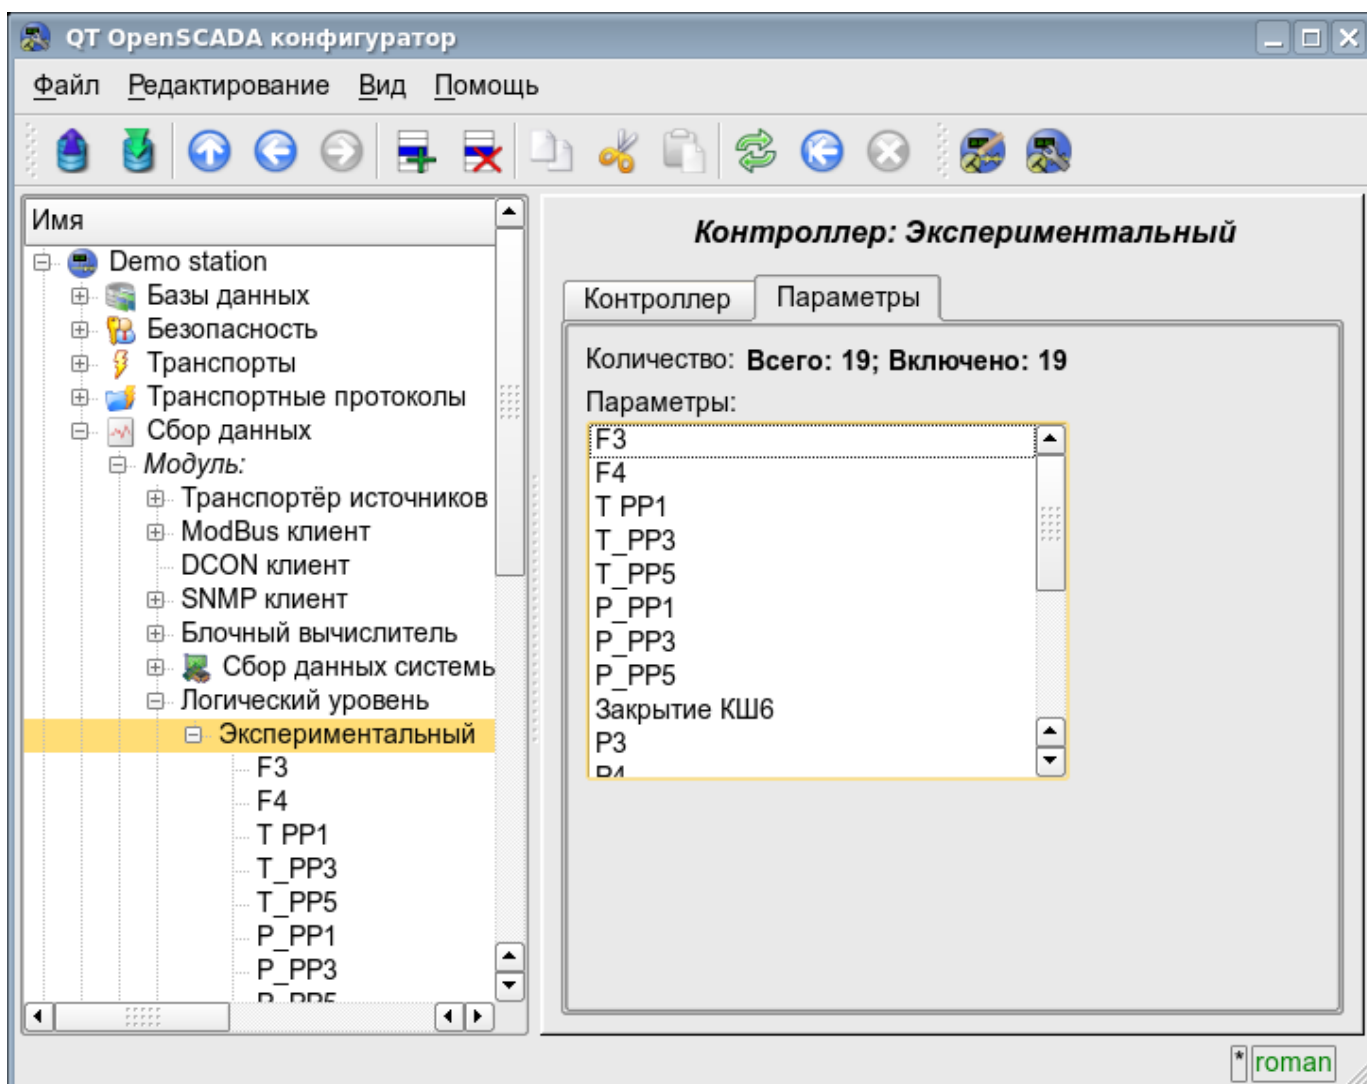 QT OpenSCADA конфигуратор
Файл Редактирование Вид Помощь
Имя
Demo station
Базы данных
Безопасность
Транспорты
Транспортные протоколы
Сбор данных
Модуль:
Транспортёр источников
ModBus клиент
DCON клиент
SNMP клиент
Блочный вычислитель
Сбор данных системы
Логический уровень
Экспериментальный
F3
F4
T PP1
T_PP3
T_PP5
P_PP1
P_PP3
P_PP5
Контроллер: Экспериментальный
Контроллер Параметры
Количество: Всего: 19; Включено: 19
Параметры:
F3
F4
T PP1
T_PP3
T_PP5
P_PP1
P_PP3
P_PP5
Закрытие КШ6
P3
P4
* roman